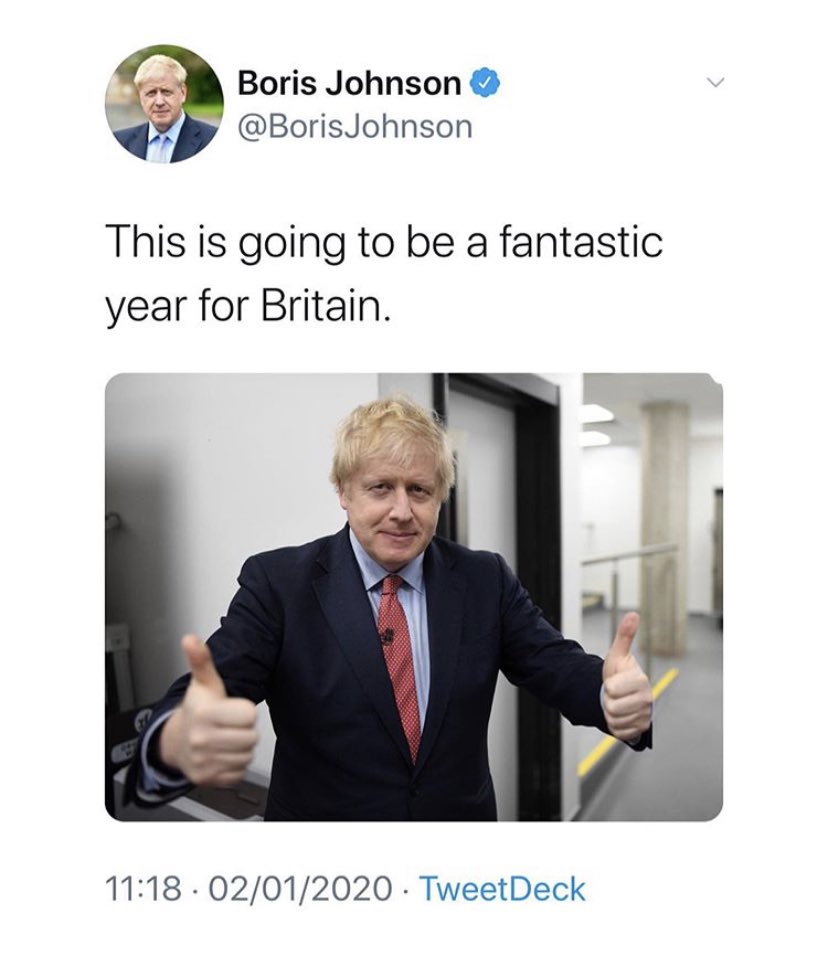 Boris Johnson
@BorisJohnson
This is going to be a fantastic
year for Britain.
11:18 · 02/01/2020 · TweetDeck